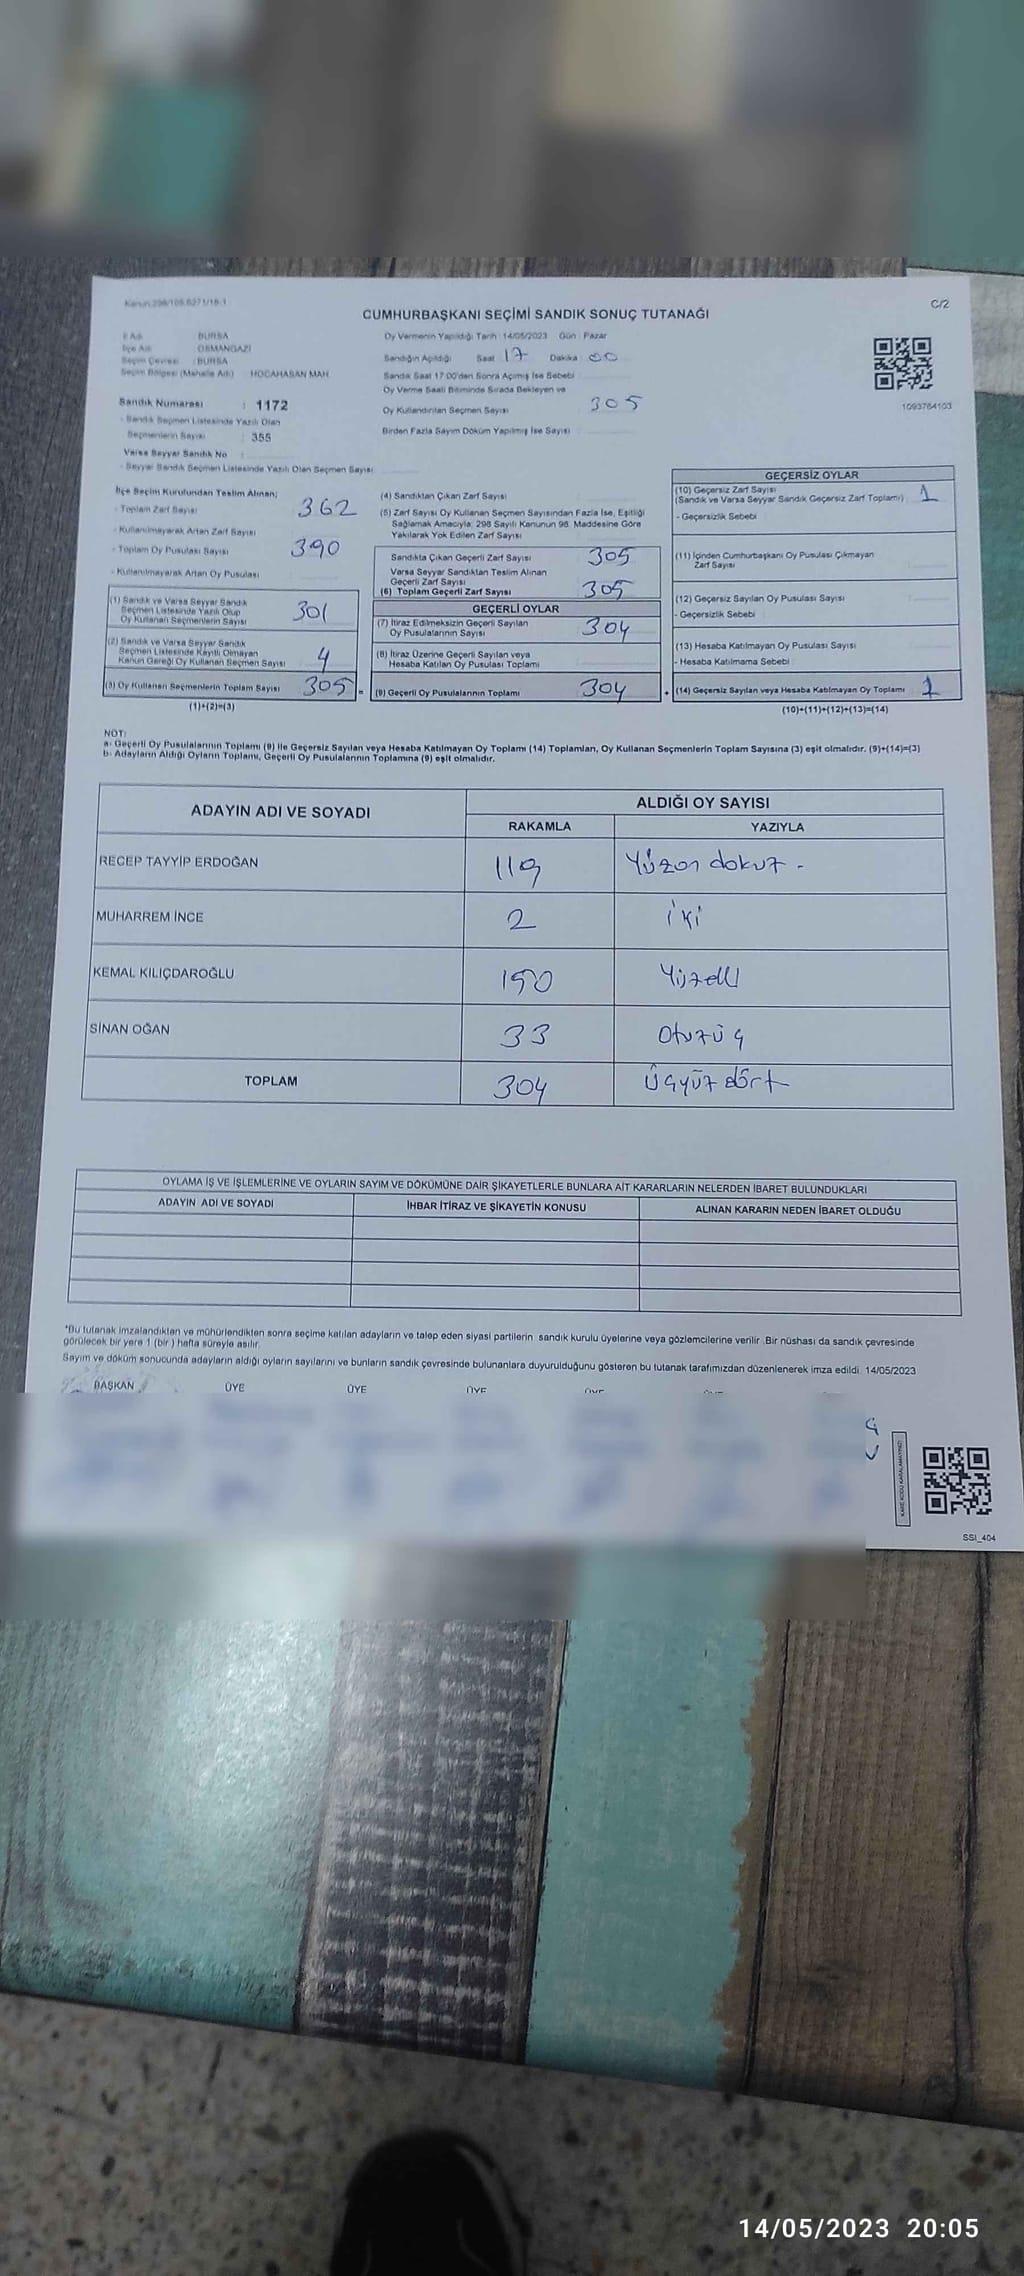 Kanun:298/105,6271/18-1
C/2
CUMHURBAŞKANI SEÇİMİ SANDIK SONUÇ TUTANAĞI
İl Adı : BURSA
İlçe Adı : OSMANGAZİ
Seçim Çevresi : BURSA
Seçim Bölgesi (Mahalle Adı) : HOCAHASAN MAH.
Sandık Numarası : 1172
- Sandık Seçmen Listesinde Yazılı Olan
Seçmenlerin Sayısı : 355
Varsa Seyyar Sandık No :
- Seyyar Sandık Seçmen Listesinde Yazılı Olan Seçmen Sayısı
Oy Vermenin Yapıldığı Tarih : 14/05/2023 Gün : Pazar
Sandığın Açıldığı Saat 17 Dakika 00
Sandık Saat 17:00'den Sonra Açılmış İse Sebebi
Oy Verme Saati Bitiminde Sırada Bekleyen ve
Oy Kullandırılan Seçmen Sayısı 305
Birden Fazla Sayım Döküm Yapılmış İse Sayısı
1093764103
İlçe Seçim Kurulundan Teslim Alınan;
- Toplam Zarf Sayısı 362
- Kullanılmayarak Artan Zarf Sayısı
- Toplam Oy Pusulası Sayısı 390
- Kullanılmayarak Artan Oy Pusulası
(1) Sandık ve Varsa Seyyar Sandık
Seçmen Listesinde Yazılı Olup
Oy Kullanan Seçmenlerin Sayısı 301
(2) Sandık ve Varsa Seyyar Sandık
Seçmen Listesinde Kayıtlı Olmayan
Kanun Gereği Oy Kullanan Seçmen Sayısı 4
(3) Oy Kullanan Seçmenlerin Toplam Sayısı 305 =
(1)+(2)=(3)
(4) Sandıktan Çıkan Zarf Sayısı
(5) Zarf Sayısı Oy Kullanan Seçmen Sayısından Fazla İse, Eşitliği
Sağlamak Amacıyla; 298 Sayılı Kanunun 98. Maddesine Göre
Yakılarak Yok Edilen Zarf Sayısı
Sandıkta Çıkan Geçerli Zarf Sayısı 305
Varsa Seyyar Sandıktan Teslim Alınan
Geçerli Zarf Sayısı
(6) Toplam Geçerli Zarf Sayısı 305
GEÇERLİ OYLAR
(7) İtiraz Edilmeksizin Geçerli Sayılan
Oy Pusulalarının Sayısı 304
(8) İtiraz Üzerine Geçerli Sayılan veya
Hesaba Katılan Oy Pusulası Toplamı
(9) Geçerli Oy Pusulalarının Toplamı 304 +
GEÇERSİZ OYLAR
(10) Geçersiz Zarf Sayısı
(Sandık ve Varsa Seyyar Sandık Geçersiz Zarf Toplamı) 1
- Geçersizlik Sebebi :
(11) İçinden Cumhurbaşkanı Oy Pusulası Çıkmayan
Zarf Sayısı
(12) Geçersiz Sayılan Oy Pusulası Sayısı
- Geçersizlik Sebebi :
(13) Hesaba Katılmayan Oy Pusulası Sayısı
- Hesaba Katılmama Sebebi :
(14) Geçersiz Sayılan veya Hesaba Katılmayan Oy Toplamı 1
(10)+(11)+(12)+(13)=(14)
NOT:
a- Geçerli Oy Pusulalarının Toplamı (9) ile Geçersiz Sayılan veya Hesaba Katılmayan Oy Toplamı (14) Toplamları, Oy Kullanan Seçmenlerin Toplam Sayısına (3) eşit olmalıdır. (9)+(14)=(3)
b- Adayların Aldığı Oyların Toplamı, Geçerli Oy Pusulalarının Toplamına (9) eşit olmalıdır.
ADAYIN ADI VE SOYADI ALDIĞI OY SAYISI
RAKAMLA YAZIYLA
RECEP TAYYİP ERDOĞAN 119 Yüzon dokuz -
MUHARREM İNCE 2 iki
KEMAL KILIÇDAROĞLU 150 Yüzelli
SİNAN OĞAN 33 Otuzüç
TOPLAM 304 Üçyüz dört
OYLAMA İŞ VE İŞLEMLERİNE VE OYLARIN SAYIM VE DÖKÜMÜNE DAİR ŞİKAYETLERLE BUNLARA AİT KARARLARIN NELERDEN İBARET BULUNDUKLARI
ADAYIN ADI VE SOYADI İHBAR İTİRAZ VE ŞİKAYETİN KONUSU ALINAN KARARIN NEDEN İBARET OLDUĞU
*Bu tutanak imzalandıktan ve mühürlendikten sonra seçime katılan adayların ve talep eden siyasi partilerin sandık kurulu üyelerine veya gözlemcilerine verilir. Bir nüshası da sandık çevresinde
görülecek bir yere 1 (bir ) hafta süreyle asılır.
Sayım ve döküm sonucunda adayların aldığı oyların sayılarını ve bunların sandık çevresinde bulunanlara duyurulduğunu gösteren bu tutanak tarafımızdan düzenlenerek imza edildi. 14/05/2023
BAŞKAN ÜYE ÜYE ÜYE ÜYE
KARE KODU KARALAMAYINIZ!
SSI_404
14/05/2023 20:05